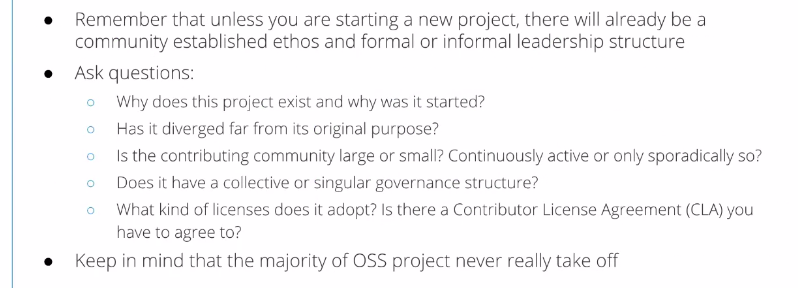 ● Remember that unless you are starting a new project, there will already be a
community established ethos and formal or informal leadership structure
● Ask questions:
○ Why does this project exist and why was it started?
○ Has it diverged far from its original purpose?
○ Is the contributing community large or small? Continuously active or only sporadically so?
○ Does it have a collective or singular governance structure?
○ What kind of licenses does it adopt? Is there a Contributor License Agreement (CLA) you
have to agree to?
● Keep in mind that the majority of OSS project never really take off